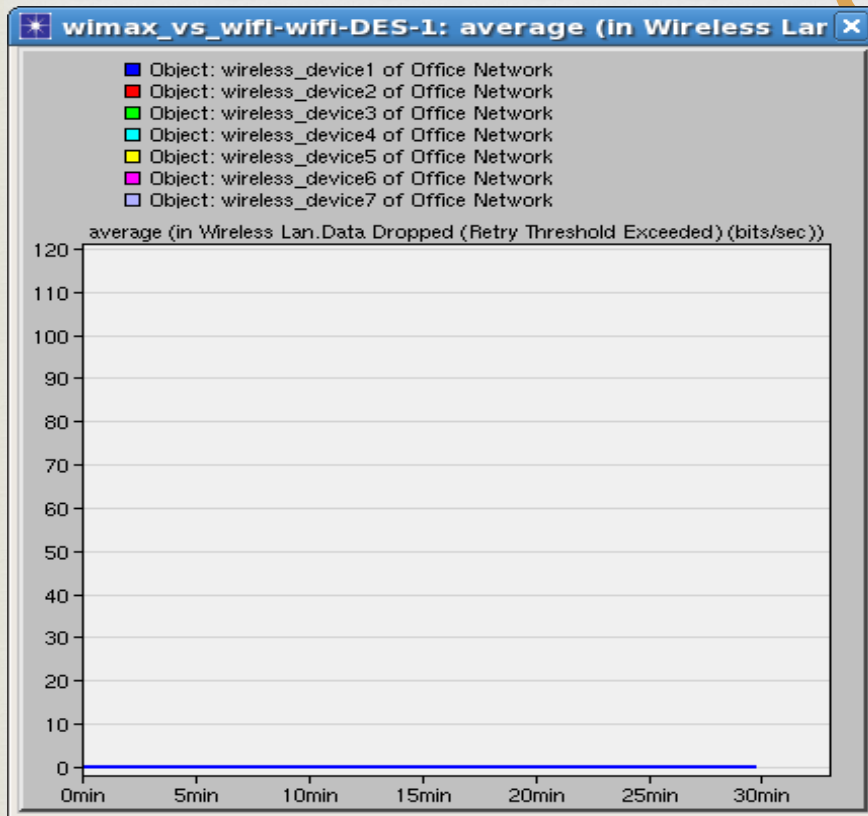 wimax_vs_wifi-wifi-DES-1: average (in Wireless Lar
Object: wireless_device1 of Office Network
Object: wireless_device2 of Office Network
Object: wireless_device3 of Office Network
Object: wireless_device4 of Office Network
Object: wireless_device5 of Office Network
Object: wireless_device6 of Office Network
Object: wireless_device7 of Office Network
average (in Wireless Lan.Data Dropped (Retry Threshold Exceeded) (bits/sec))
120
110
100
90
80
70
60
50
40
30
20
10
0
0min 5min 10min 15min 20min 25min 30min